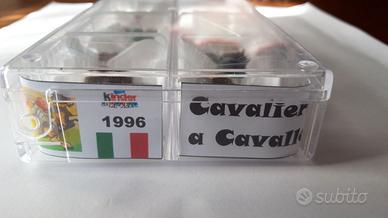 kinder
1996
Cavalier
a Cavall
subito